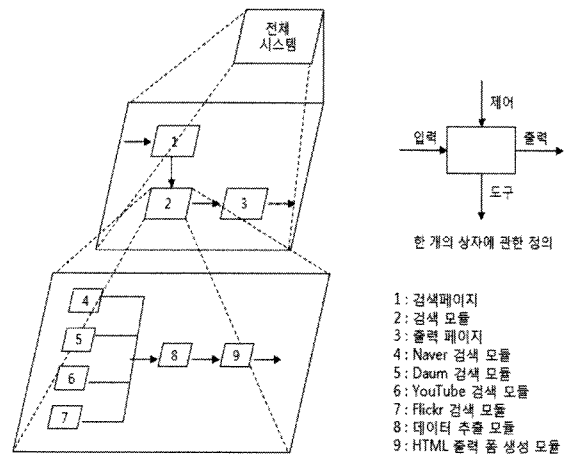 전체
시스템
1
2
3
4
5
6
7
8
9
제어
입력
출력
도구
한 개의 상자에 관한 정의
1 : 검색페이지
2 : 검색 모듈
3 : 출력 페이지
4 : Naver 검색 모듈
5 : Daum 검색 모듈
6 : YouTube 검색 모듈
7 : Flickr 검색 모듈
8 : 데이터 추출 모듈
9 : HTML 출력 폼 생성 모듈